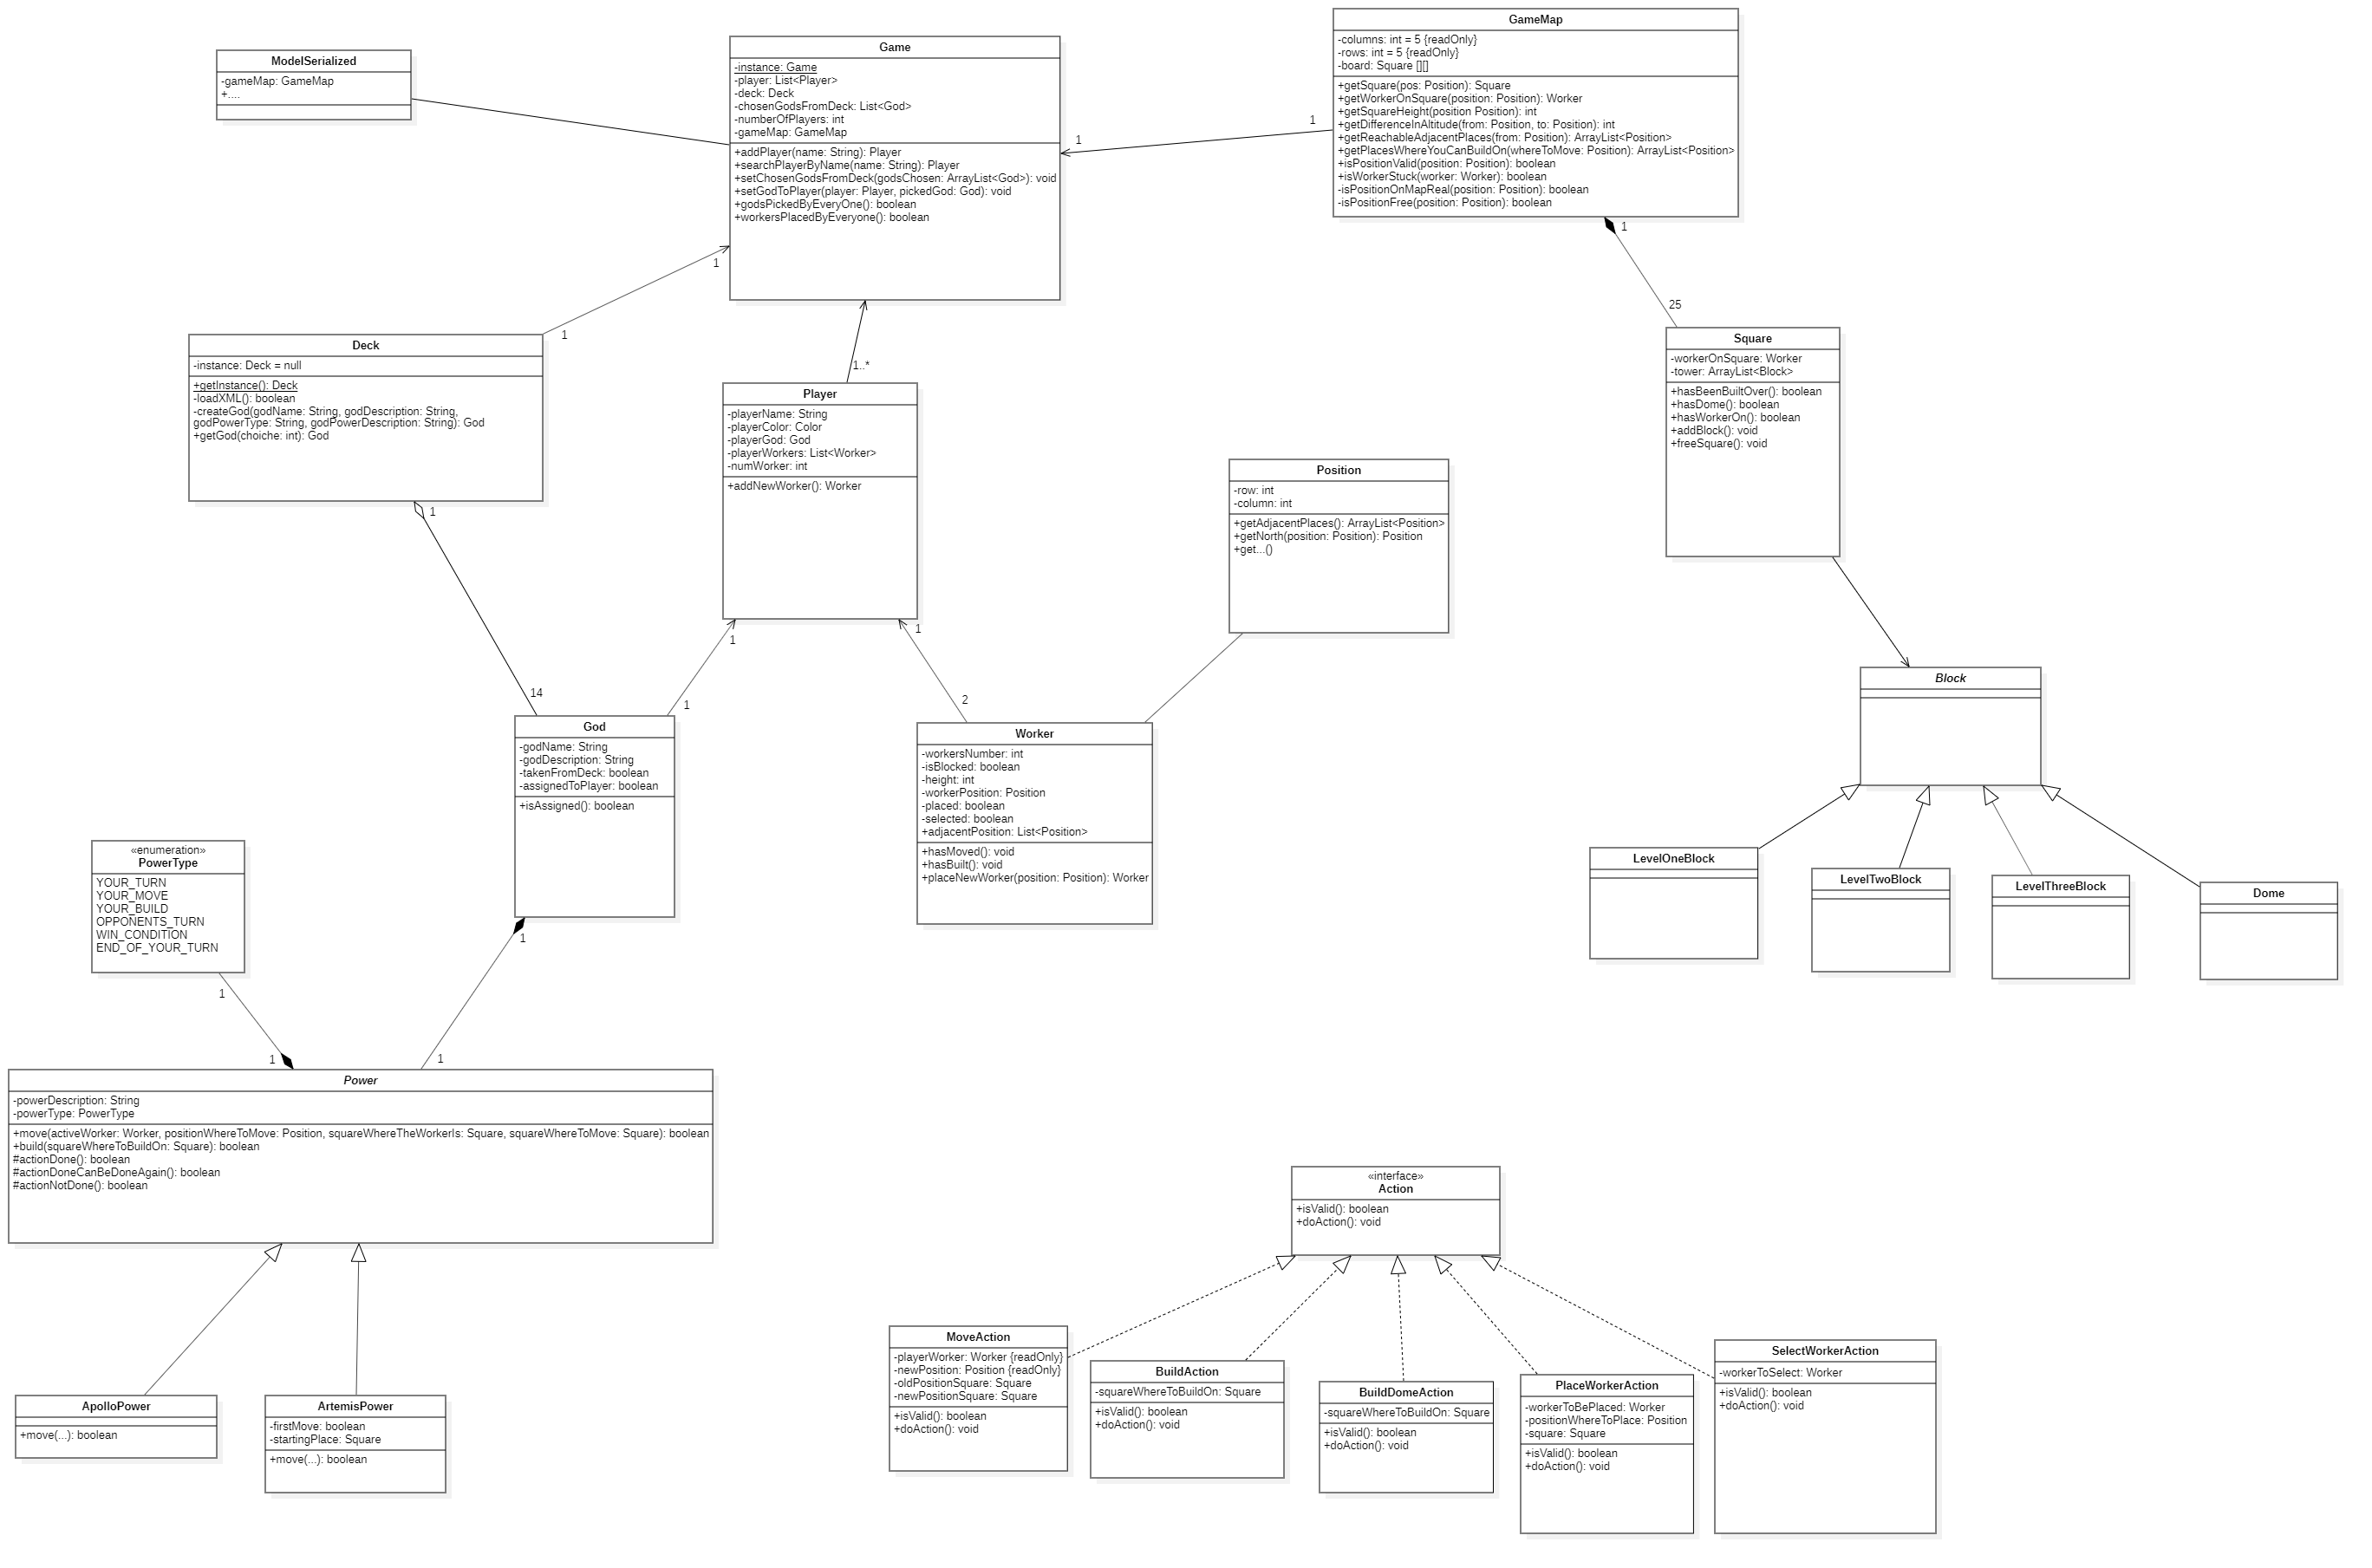 ModelSerialized
-gameMap: GameMap
+....
Game
-instance: Game
-player: List<Player>
-deck: Deck
-chosenGodsFromDeck: List<God>
-numberOfPlayers: int
-gameMap: GameMap
+addPlayer(name: String): Player
+searchPlayerByName(name: String): Player
+setChosenGodsFromDeck(godsChosen: ArrayList<God>): void
+setGodToPlayer(player: Player, pickedGod: God): void
+godsPickedByEveryOne(): boolean
+workersPlacedByEveryone(): boolean
GameMap
-columns: int = 5 {readOnly}
-rows: int = 5 {readOnly}
-board: Square [][]
+getSquare(pos: Position): Square
+getWorkerOnSquare(position: Position): Worker
+getSquareHeight(position Position): int
+getDifferenceInAltitude(from: Position, to: Position): int
+getReachableAdjacentPlaces(from: Position): ArrayList<Position>
+getPlacesWhereYouCanBuildOn(whereToMove: Position): ArrayList<Position>
+isPositionValid(position: Position): boolean
+isWorkerStuck(worker: Worker): boolean
-isPositionOnMapReal(position: Position): boolean
-isPositionFree(position: Position): boolean
1
1
1
25
1
1
1..*
Deck
-instance: Deck = null
+getInstance(): Deck
-loadXML(): boolean
-createGod(godName: String, godDescription: String,
godPowerType: String, godPowerDescription: String): God
+getGod(choiche: int): God
Player
-playerName: String
-playerColor: Color
-playerGod: God
-playerWorkers: List<Worker>
-numWorker: int
+addNewWorker(): Worker
Position
-row: int
-column: int
+getAdjacentPlaces(): ArrayList<Position>
+getNorth(position: Position): Position
+get...()
Square
-workerOnSquare: Worker
-tower: ArrayList<Block>
+hasBeenBuiltOver(): boolean
+hasDome(): boolean
+hasWorkerOn(): boolean
+addBlock(): void
+freeSquare(): void
1
14
1
1
1
2
God
-godName: String
-godDescription: String
-takenFromDeck: boolean
-assignedToPlayer: boolean
+isAssigned(): boolean
Worker
-workersNumber: int
-isBlocked: boolean
-height: int
-workerPosition: Position
-placed: boolean
-selected: boolean
+adjacentPosition: List<Position>
+hasMoved(): void
+hasBuilt(): void
+placeNewWorker(position: Position): Worker
Block
LevelOneBlock
LevelTwoBlock
LevelThreeBlock
Dome
«enumeration»
PowerType
YOUR_TURN
YOUR_MOVE
YOUR_BUILD
OPPONENTS_TURN
WIN_CONDITION
END_OF_YOUR_TURN
1
1
1
1
Power
-powerDescription: String
-powerType: PowerType
+move(activeWorker: Worker, positionWhereToMove: Position, squareWhereTheWorkerIs: Square, squareWhereToMove: Square): boolean
+build(squareWhereToBuildOn: Square): boolean
#actionDone(): boolean
#actionDoneCanBeDoneAgain(): boolean
#actionNotDone(): boolean
ApolloPower
+move(...): boolean
ArtemisPower
-firstMove: boolean
-startingPlace: Square
+move(...): boolean
«interface»
Action
+isValid(): boolean
+doAction(): void
MoveAction
-playerWorker: Worker {readOnly}
-newPosition: Position {readOnly}
-oldPositionSquare: Square
-newPositionSquare: Square
+isValid(): boolean
+doAction(): void
BuildAction
-squareWhereToBuildOn: Square
+isValid(): boolean
+doAction(): void
BuildDomeAction
-squareWhereToBuildOn: Square
+isValid(): boolean
+doAction(): void
PlaceWorkerAction
-workerToBePlaced: Worker
-positionWhereToPlace: Position
-square: Square
+isValid(): boolean
+doAction(): void
SelectWorkerAction
-workerToSelect: Worker
+isValid(): boolean
+doAction(): void